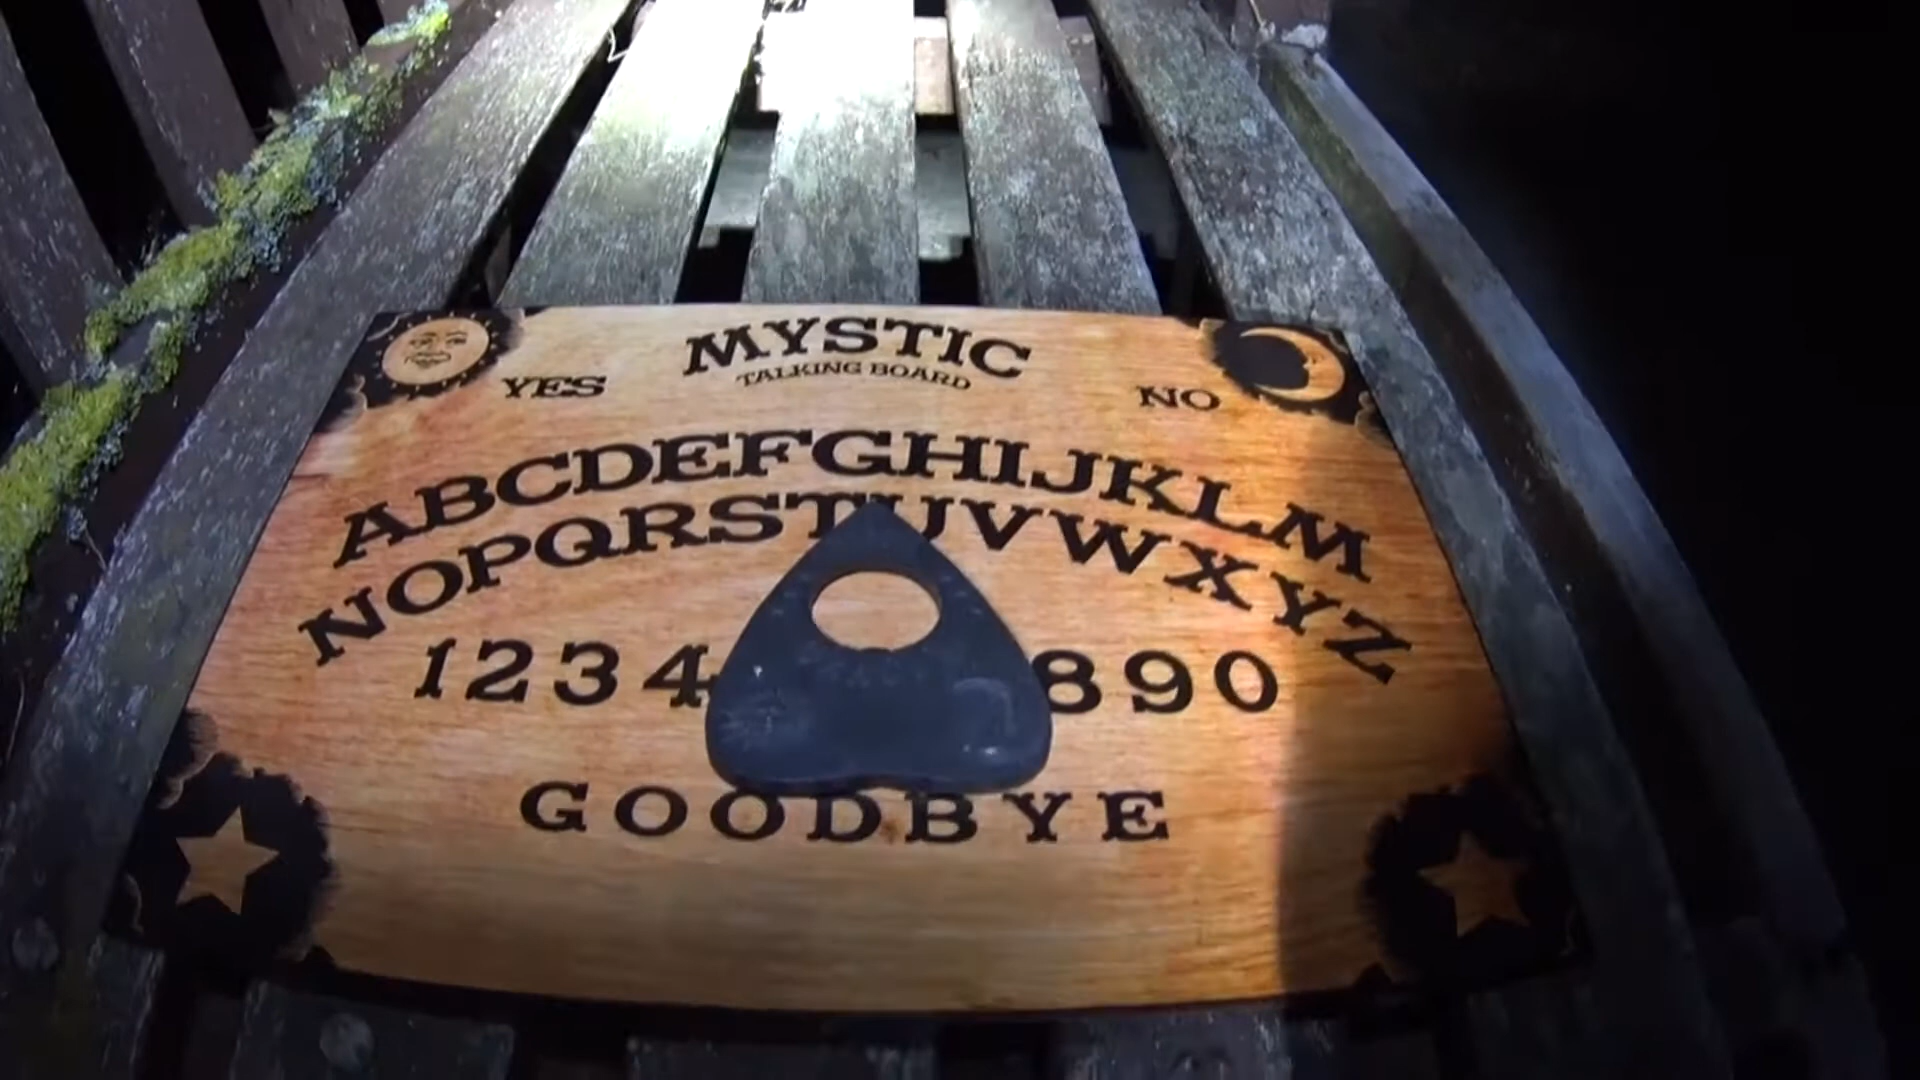 MYSTIC
TALKING BOARD
YES
NO
ABCDEFGHIJKLM
NOPQRSTUVWXYZ
1234 890
GOODBYE